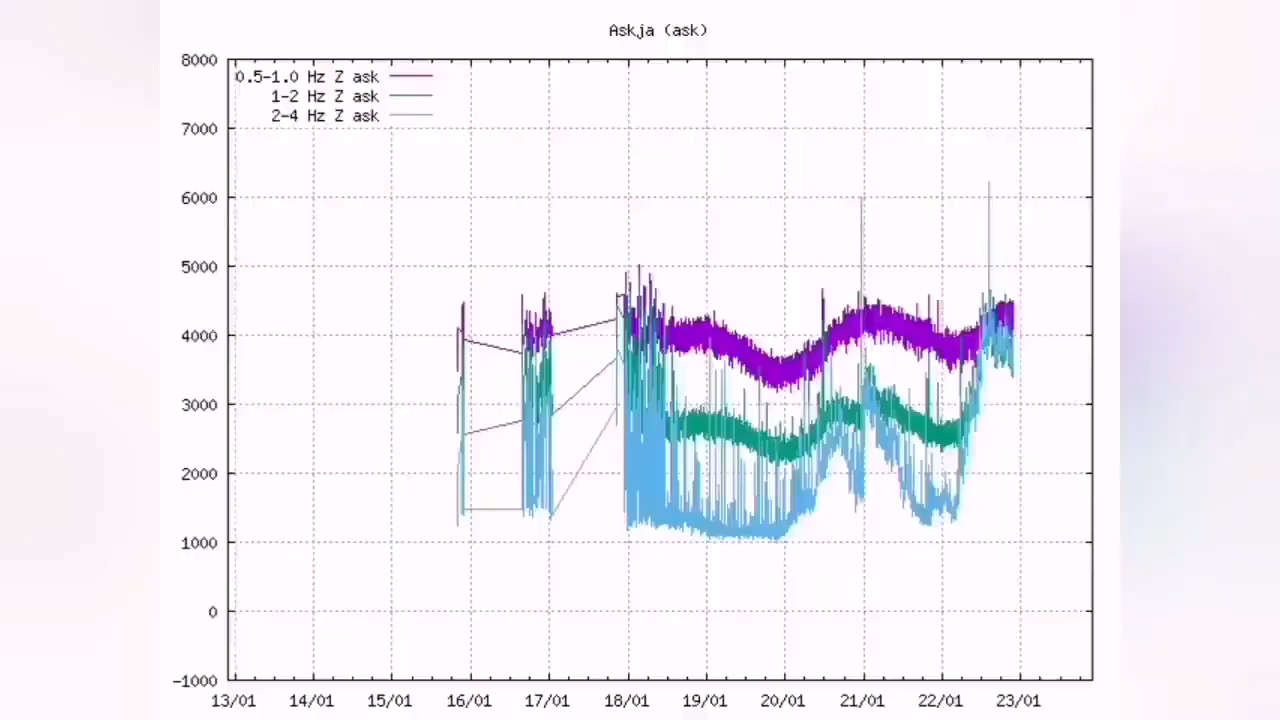 Askja (ask)
8000
0.5-1.0 Hz Z ask
1-2 Hz Z ask
2-4 Hz Z ask
7000
6000
5000
4000
3000
2000
1000
0
-1000
13/01 14/01 15/01 16/01 17/01 18/01 19/01 20/01 21/01 22/01 23/01